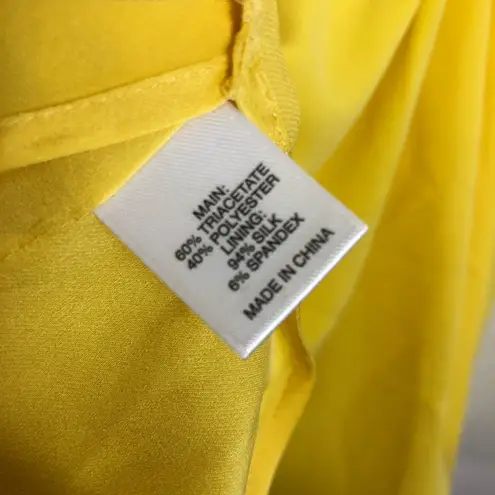 MAIN:
60% TRIACETATE
40% POLYESTER
LINING:
94% SILK
6% SPANDEX
MADE IN CHINA